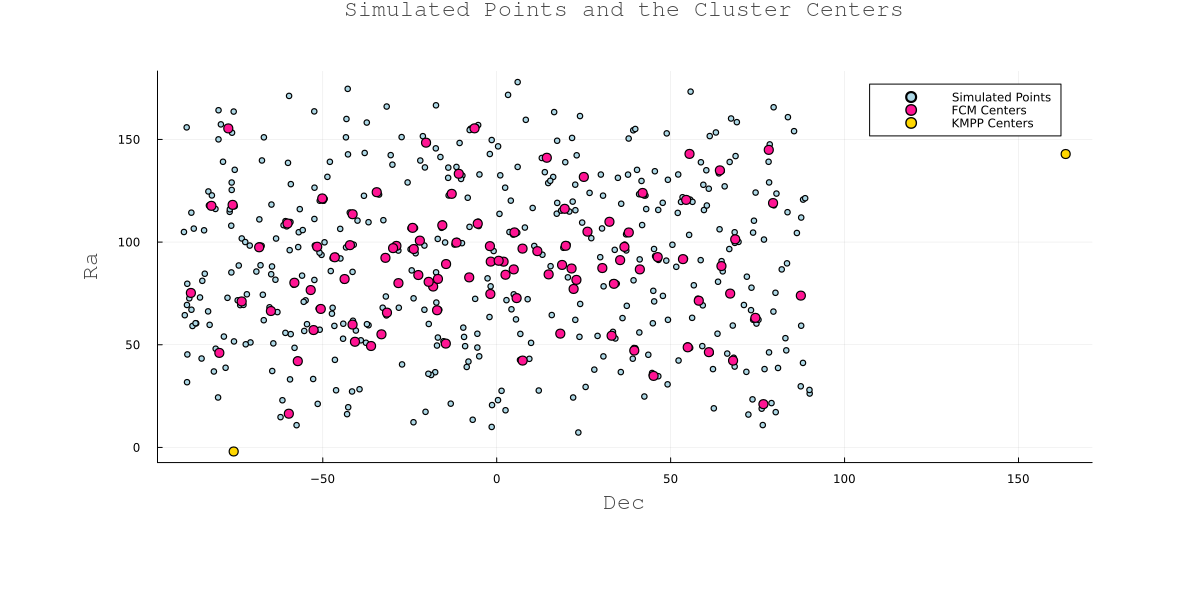 Simulated Points and the Cluster Centers
Simulated Points
FCM Centers
KMPP Centers
150
100
50
0
Ra
−50
0
50
100
150
Dec